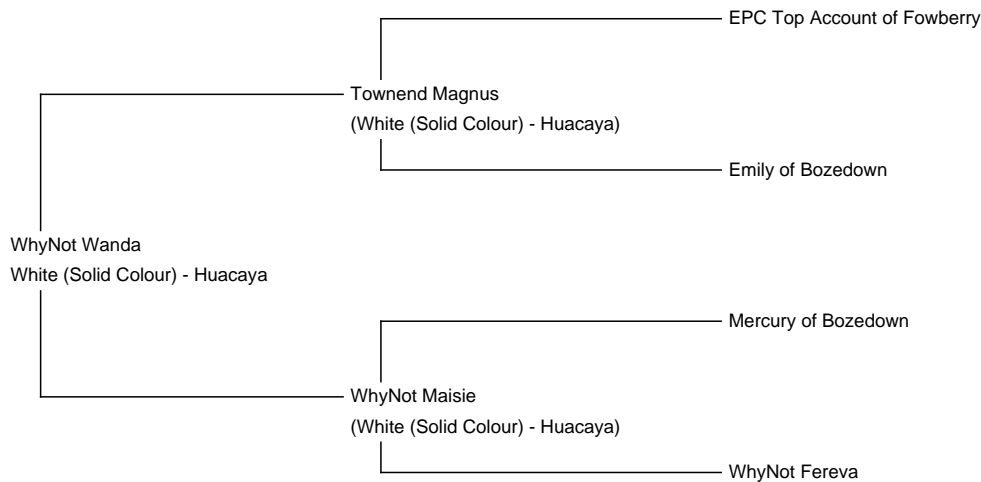 EPC Top Account of Fowberry
Townend Magnus
(White (Solid Colour) - Huacaya)
Emily of Bozedown
WhyNot Wanda
White (Solid Colour) - Huacaya
Mercury of Bozedown
WhyNot Maisie
(White (Solid Colour) - Huacaya)
WhyNot Fereva